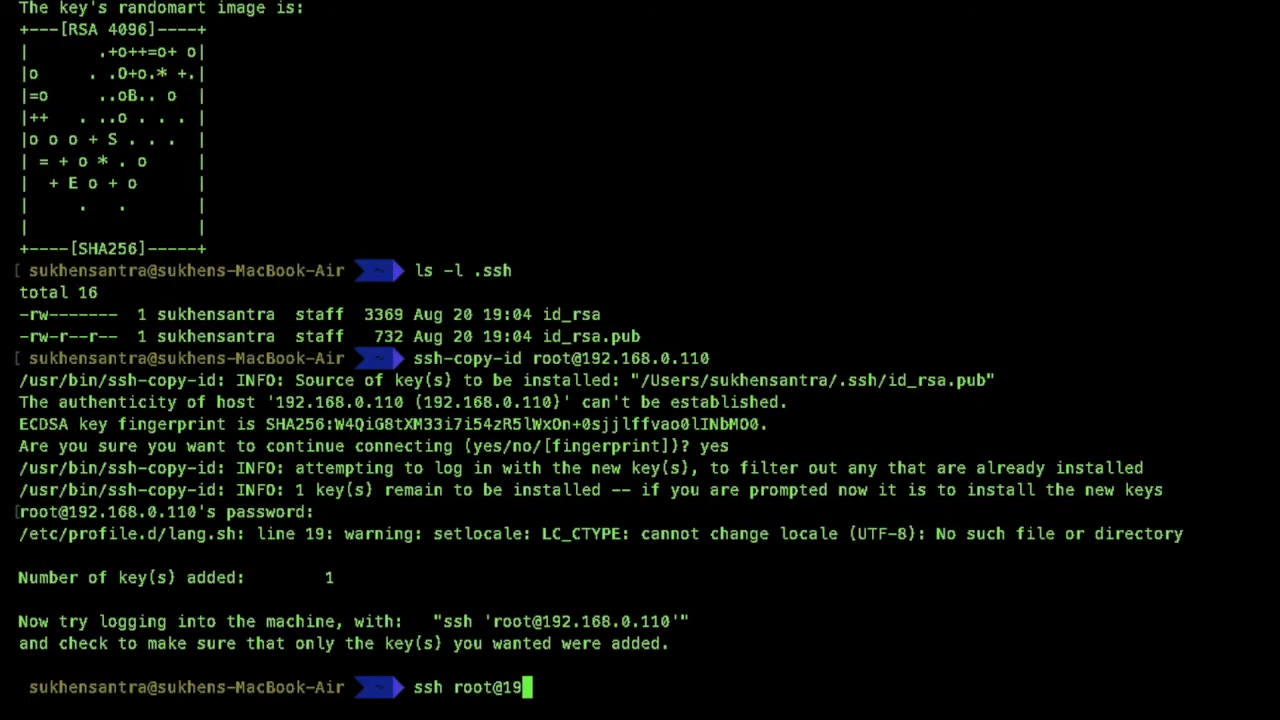 The key's randomart image is:
+---[RSA 4096]----+
|       .+o++=o+ o|
|o     . .O+o.* +.|
|=o     ..oB.. o  |
|++   . ..o . . . |
|o o o + S . . .  |
| = + o * . o     |
|  + E o + o      |
|     .   .       |
|                 |
+----[SHA256]-----+
[ sukhensantra@sukhens-MacBook-Air ~ ls -l .ssh
total 16
-rw-------  1 sukhensantra  staff  3369 Aug 20 19:04 id_rsa
-rw-r--r--  1 sukhensantra  staff   732 Aug 20 19:04 id_rsa.pub
[ sukhensantra@sukhens-MacBook-Air ~ ssh-copy-id root@192.168.0.110
/usr/bin/ssh-copy-id: INFO: Source of key(s) to be installed: "/Users/sukhensantra/.ssh/id_rsa.pub"
The authenticity of host '192.168.0.110 (192.168.0.110)' can't be established.
ECDSA key fingerprint is SHA256:W4QiG8tXM33i7i54zR5lWxOn+0sjjlffvao0lINbMO0.
Are you sure you want to continue connecting (yes/no/[fingerprint])? yes
/usr/bin/ssh-copy-id: INFO: attempting to log in with the new key(s), to filter out any that are already installed
/usr/bin/ssh-copy-id: INFO: 1 key(s) remain to be installed -- if you are prompted now it is to install the new keys
[root@192.168.0.110's password:
/etc/profile.d/lang.sh: line 19: warning: setlocale: LC_CTYPE: cannot change locale (UTF-8): No such file or directory
Number of key(s) added:        1
Now try logging into the machine, with:   "ssh 'root@192.168.0.110'"
and check to make sure that only the key(s) you wanted were added.
sukhensantra@sukhens-MacBook-Air ~ ssh root@19